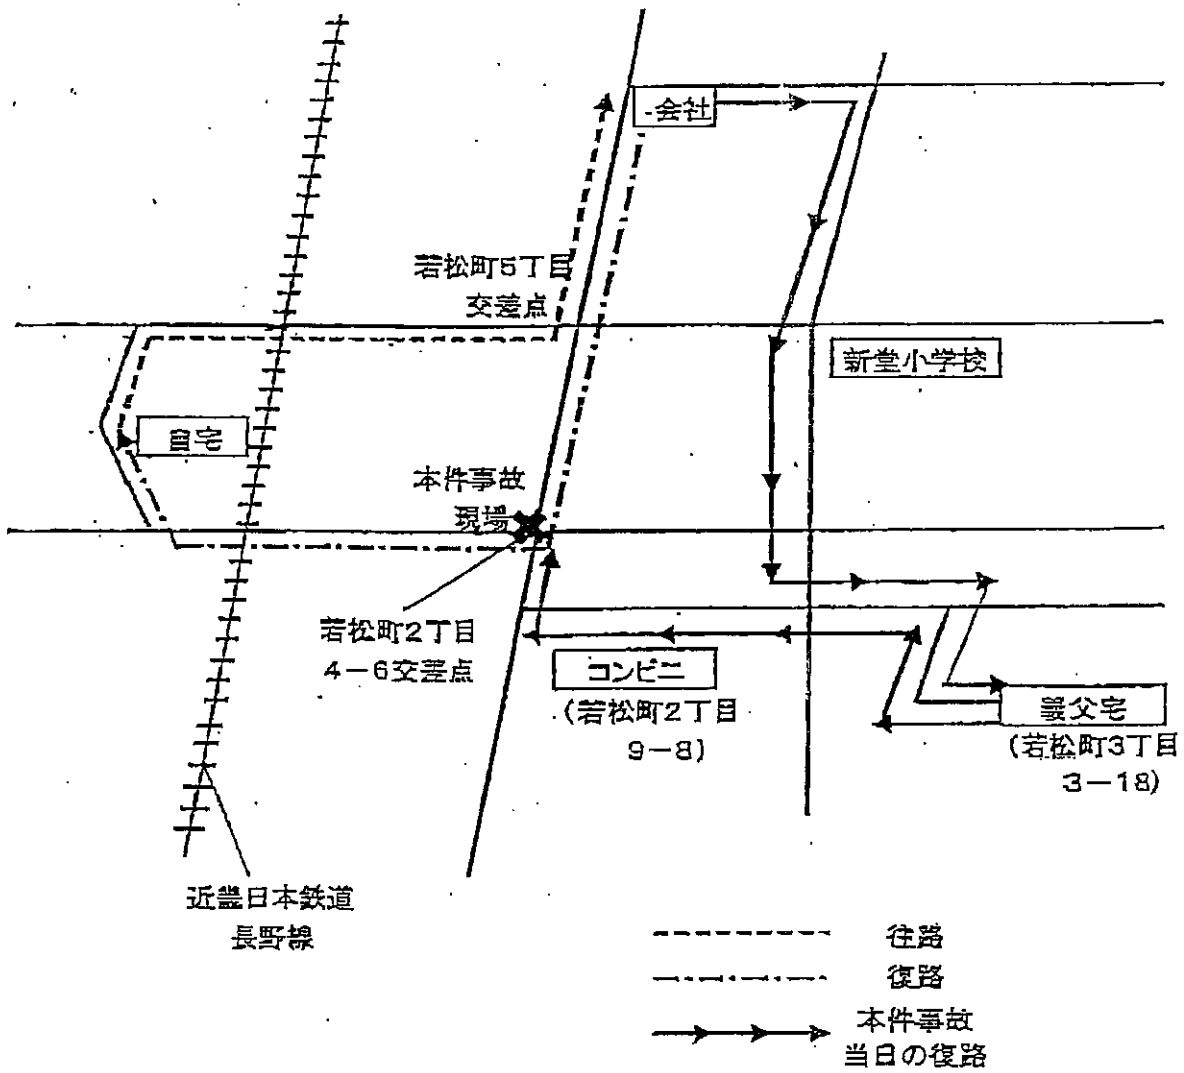 会社
若松町5丁目
交差点
新堂小学校
自宅
本件事故
現場
若松町2丁目
4-6交差点
コンビニ
(若松町2丁目
9-8)
義父宅
(若松町3丁目
3-18)
近畿日本鉄道
長野線
往路
復路
本件事故
当日の復路